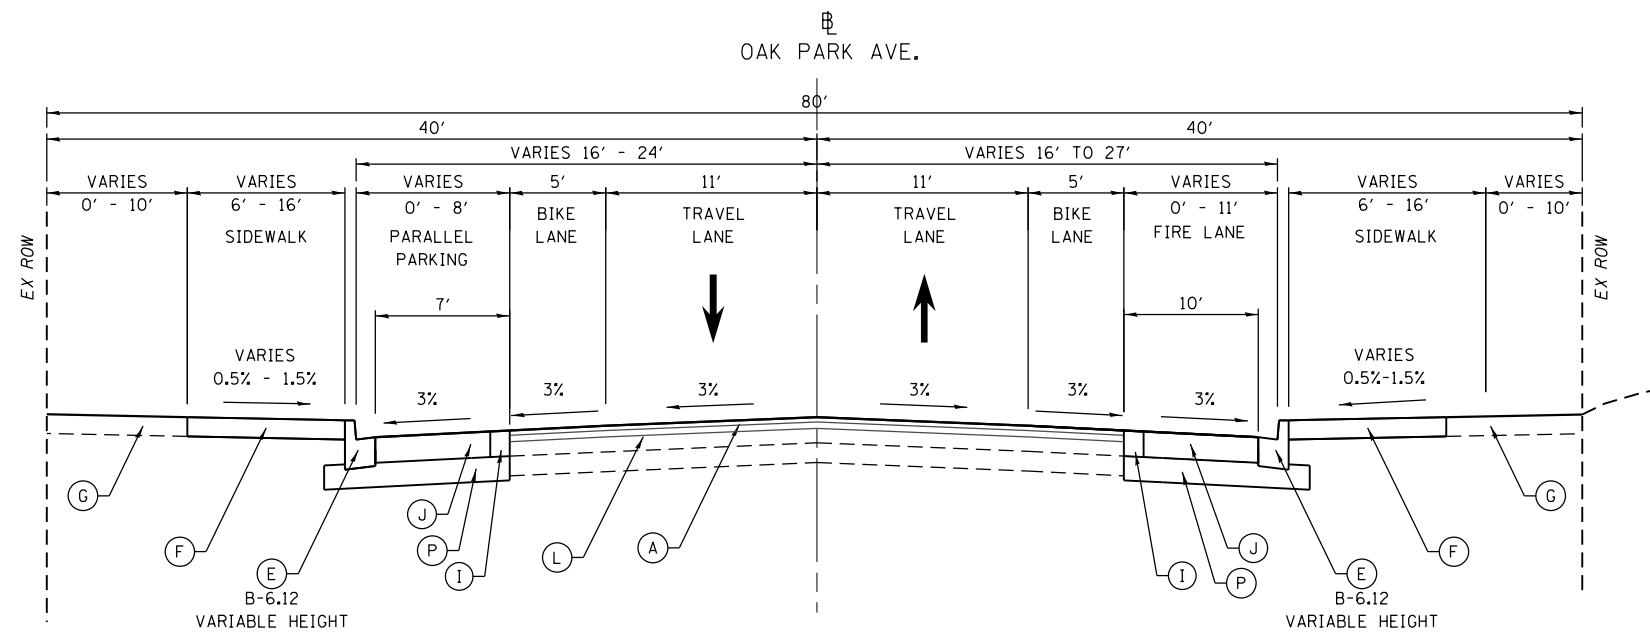 BL
OAK PARK AVE.
80'
40'
40'
VARIES 16' - 24'
VARIES 16' TO 27'
VARIES
0' - 10'
VARIES
6' - 16'
SIDEWALK
VARIES
0' - 8'
PARALLEL
PARKING
5'
BIKE
LANE
11'
TRAVEL
LANE
11'
TRAVEL
LANE
5'
BIKE
LANE
VARIES
0' - 11'
FIRE LANE
VARIES
6' - 16'
SIDEWALK
VARIES
0' - 10'
EX ROW
EX ROW
7'
10'
VARIES
0.5% - 1.5%
3%
3%
3%
3%
3%
3%
VARIES
0.5%-1.5%
G
F
E
B-6.12
VARIABLE HEIGHT
J
P
I
L
A
I
J
P
E
B-6.12
VARIABLE HEIGHT
F
G